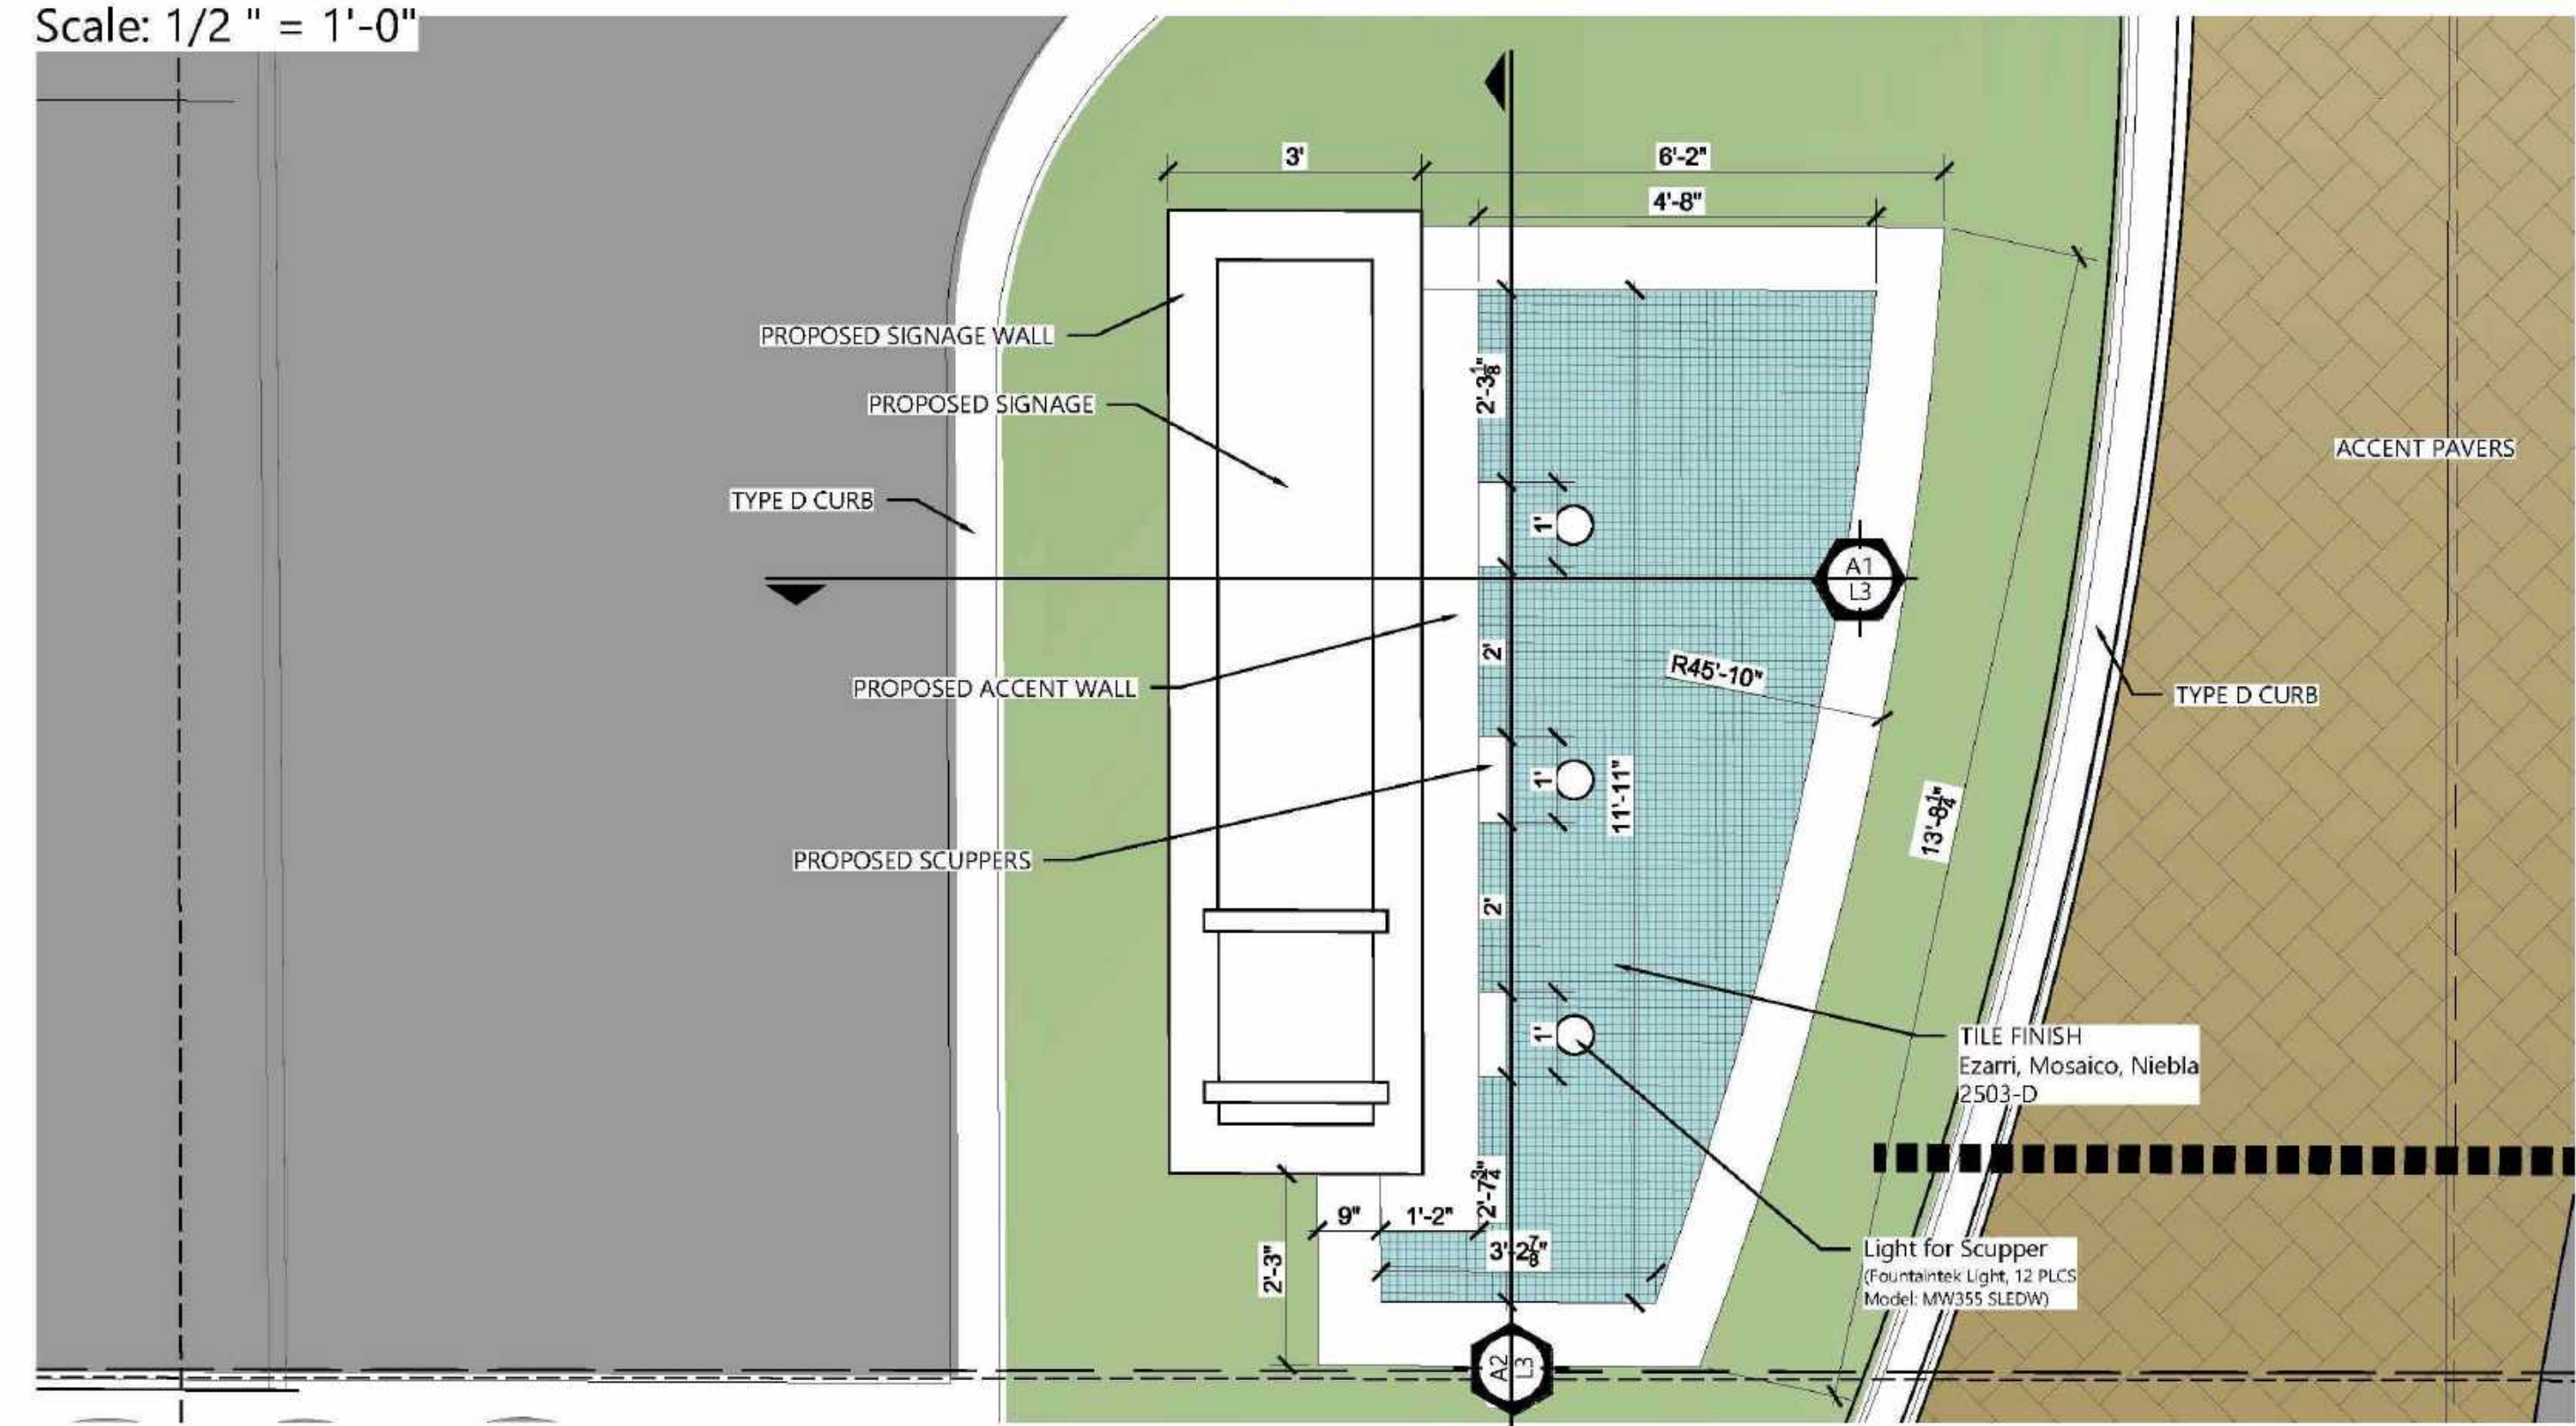 Scale: 1/2 " = 1'-0"
3'
6'-2"
4'-8"
PROPOSED SIGNAGE WALL
2'-3 1/8"
PROPOSED SIGNAGE
ACCENT PAVERS
TYPE D CURB
1'
A1
L3
2'
R45'-10"
PROPOSED ACCENT WALL
TYPE D CURB
1'
11'-11"
13'-8 1/4"
PROPOSED SCUPPERS
2'
1'
TILE FINISH
Ezarri, Mosaico, Niebla
2503-D
2'-7 3/4"
9"
1'-2"
3'-2 7/8"
2'-3"
Light for Scupper
(Fountaintek Light, 12 PLCS
Model: MW355 SLEDW)
A2
L3